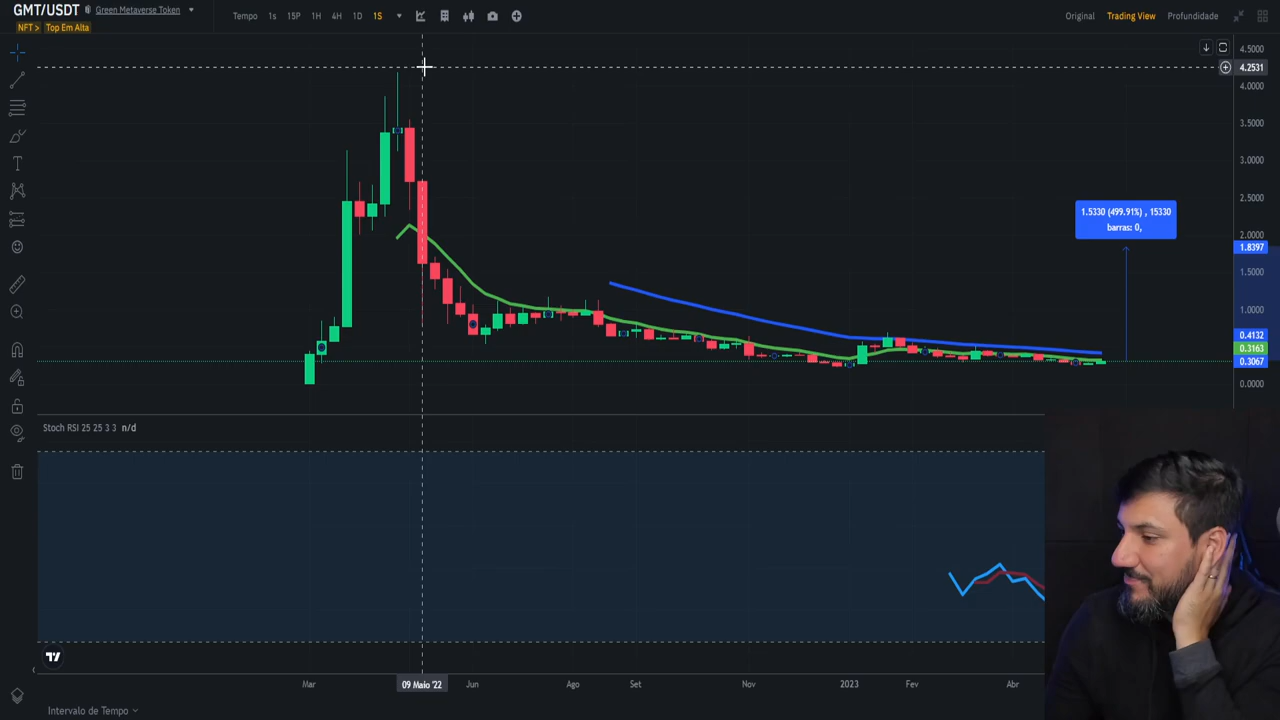 GMT/USDT
Green Metaverse Token
NFT >
Top Em Alta
Tempo 1s 15P 1H 4H 1D 1S
Original
Trading View
Profundidade
4.5000
4.2531
4.0000
3.5000
3.0000
2.5000
2.0000
1.8397
1.5000
1.0000
0.4132
0.3163
0.3067
0.0000
1.5330 (499.91%) , 15330
barras: 0,
Stoch RSI 25 25 3 3 n/d
Mar
09 Maio '22
Jun
Ago
Set
Nov
2023
Fev
Abr
Intervalo de Tempo